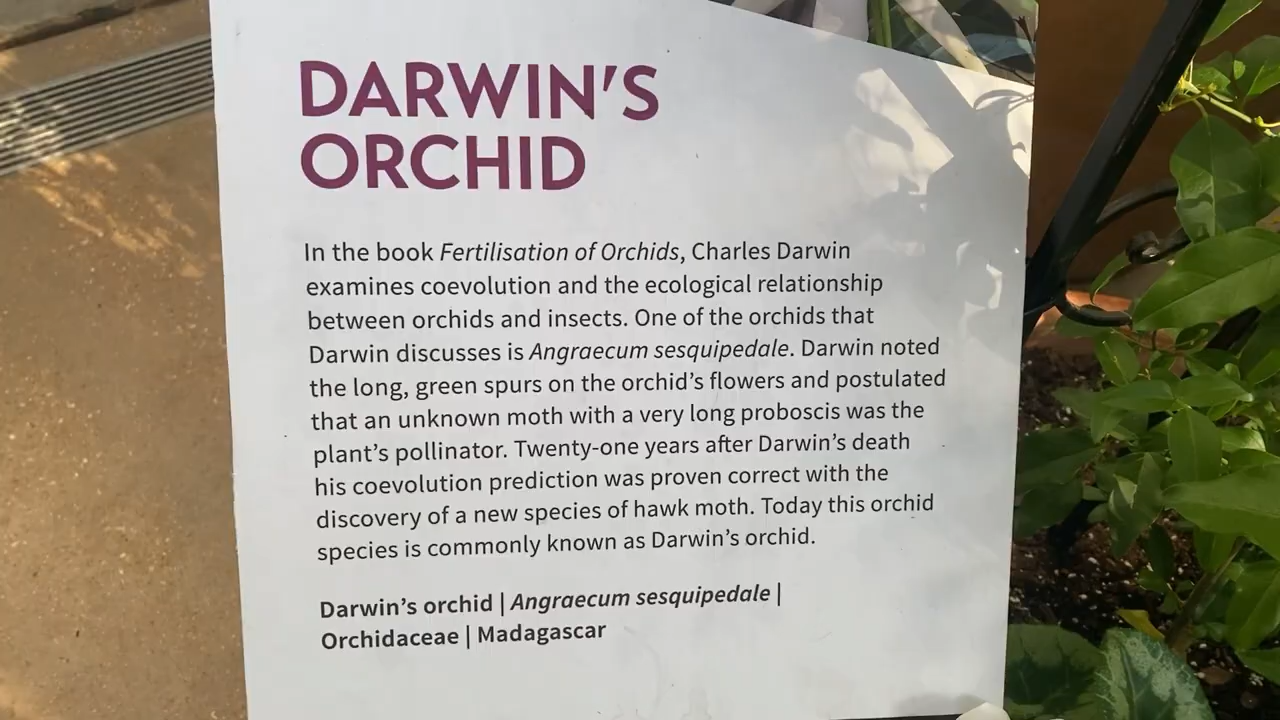 DARWIN'S
ORCHID
In the book Fertilisation of Orchids, Charles Darwin
examines coevolution and the ecological relationship
between orchids and insects. One of the orchids that
Darwin discusses is Angraecum sesquipedale. Darwin noted
the long, green spurs on the orchid’s flowers and postulated
that an unknown moth with a very long proboscis was the
plant’s pollinator. Twenty-one years after Darwin’s death
his coevolution prediction was proven correct with the
discovery of a new species of hawk moth. Today this orchid
species is commonly known as Darwin’s orchid.
Darwin’s orchid | Angraecum sesquipedale |
Orchidaceae | Madagascar